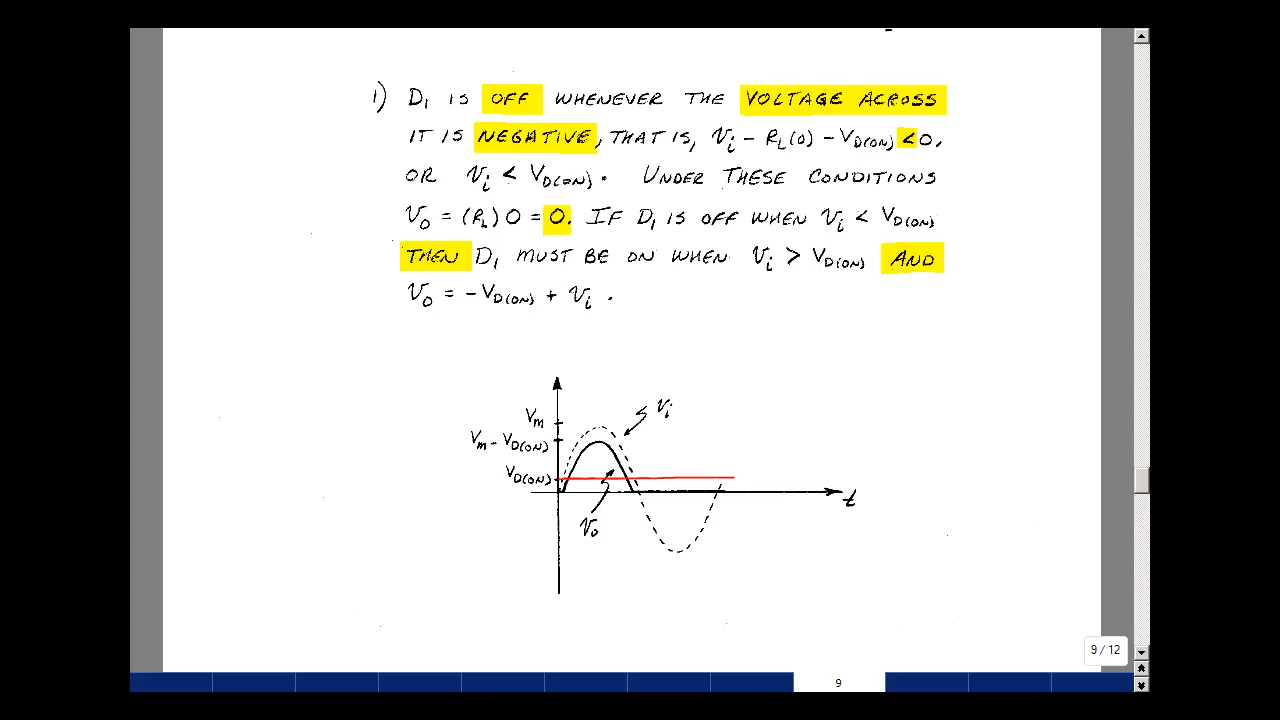 1) D1 IS OFF WHENEVER THE VOLTAGE ACROSS
IT IS NEGATIVE, THAT IS, Vi - RL(0) - VD(ON) < 0,
OR Vi < VD(ON). UNDER THESE CONDITIONS
VO = (RL) 0 = 0. IF D1 IS OFF WHEN Vi < VD(ON)
THEN D1 MUST BE ON WHEN Vi > VD(ON) AND
VO = -VD(ON) + Vi.
Vm
Vi
Vm - VD(ON)
VD(ON)
t
VO
9 / 12
9